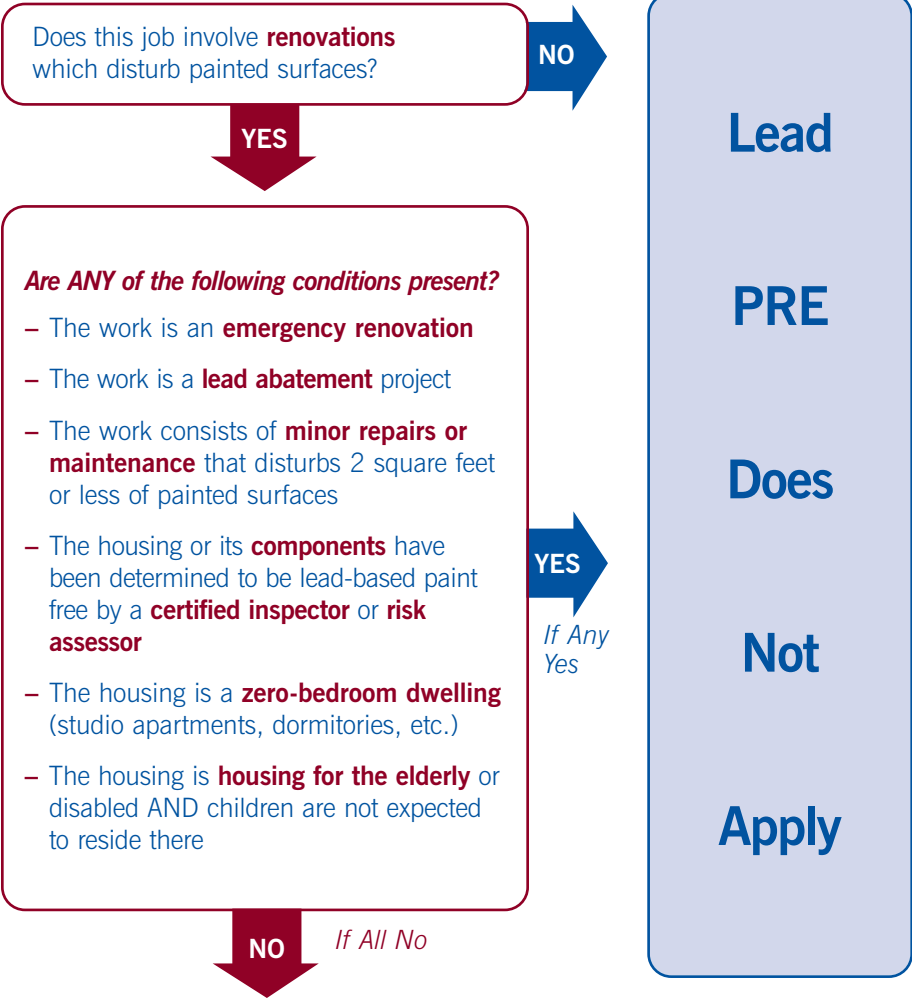 Does this job involve renovations
which disturb painted surfaces?
NO
YES
Are ANY of the following conditions present?
– The work is an emergency renovation
– The work is a lead abatement project
– The work consists of minor repairs or
maintenance that disturbs 2 square feet
or less of painted surfaces
– The housing or its components have
been determined to be lead-based paint
free by a certified inspector or risk
assessor
– The housing is a zero-bedroom dwelling
(studio apartments, dormitories, etc.)
– The housing is housing for the elderly or
disabled AND children are not expected
to reside there
YES
If Any
Yes
NO
If All No
Lead
PRE
Does
Not
Apply